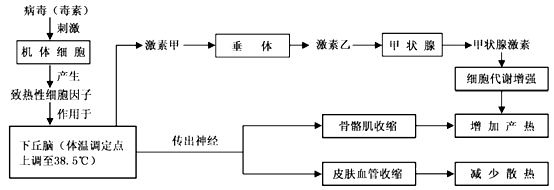 病毒（毒素）
刺激
机体细胞
产生
致热性细胞因子
作用于
下丘脑（体温调定点
上调至38.5℃）
激素甲
垂体
激素乙
甲状腺
甲状腺激素
细胞代谢增强
传出神经
骨骼肌收缩
增加产热
皮肤血管收缩
减少散热